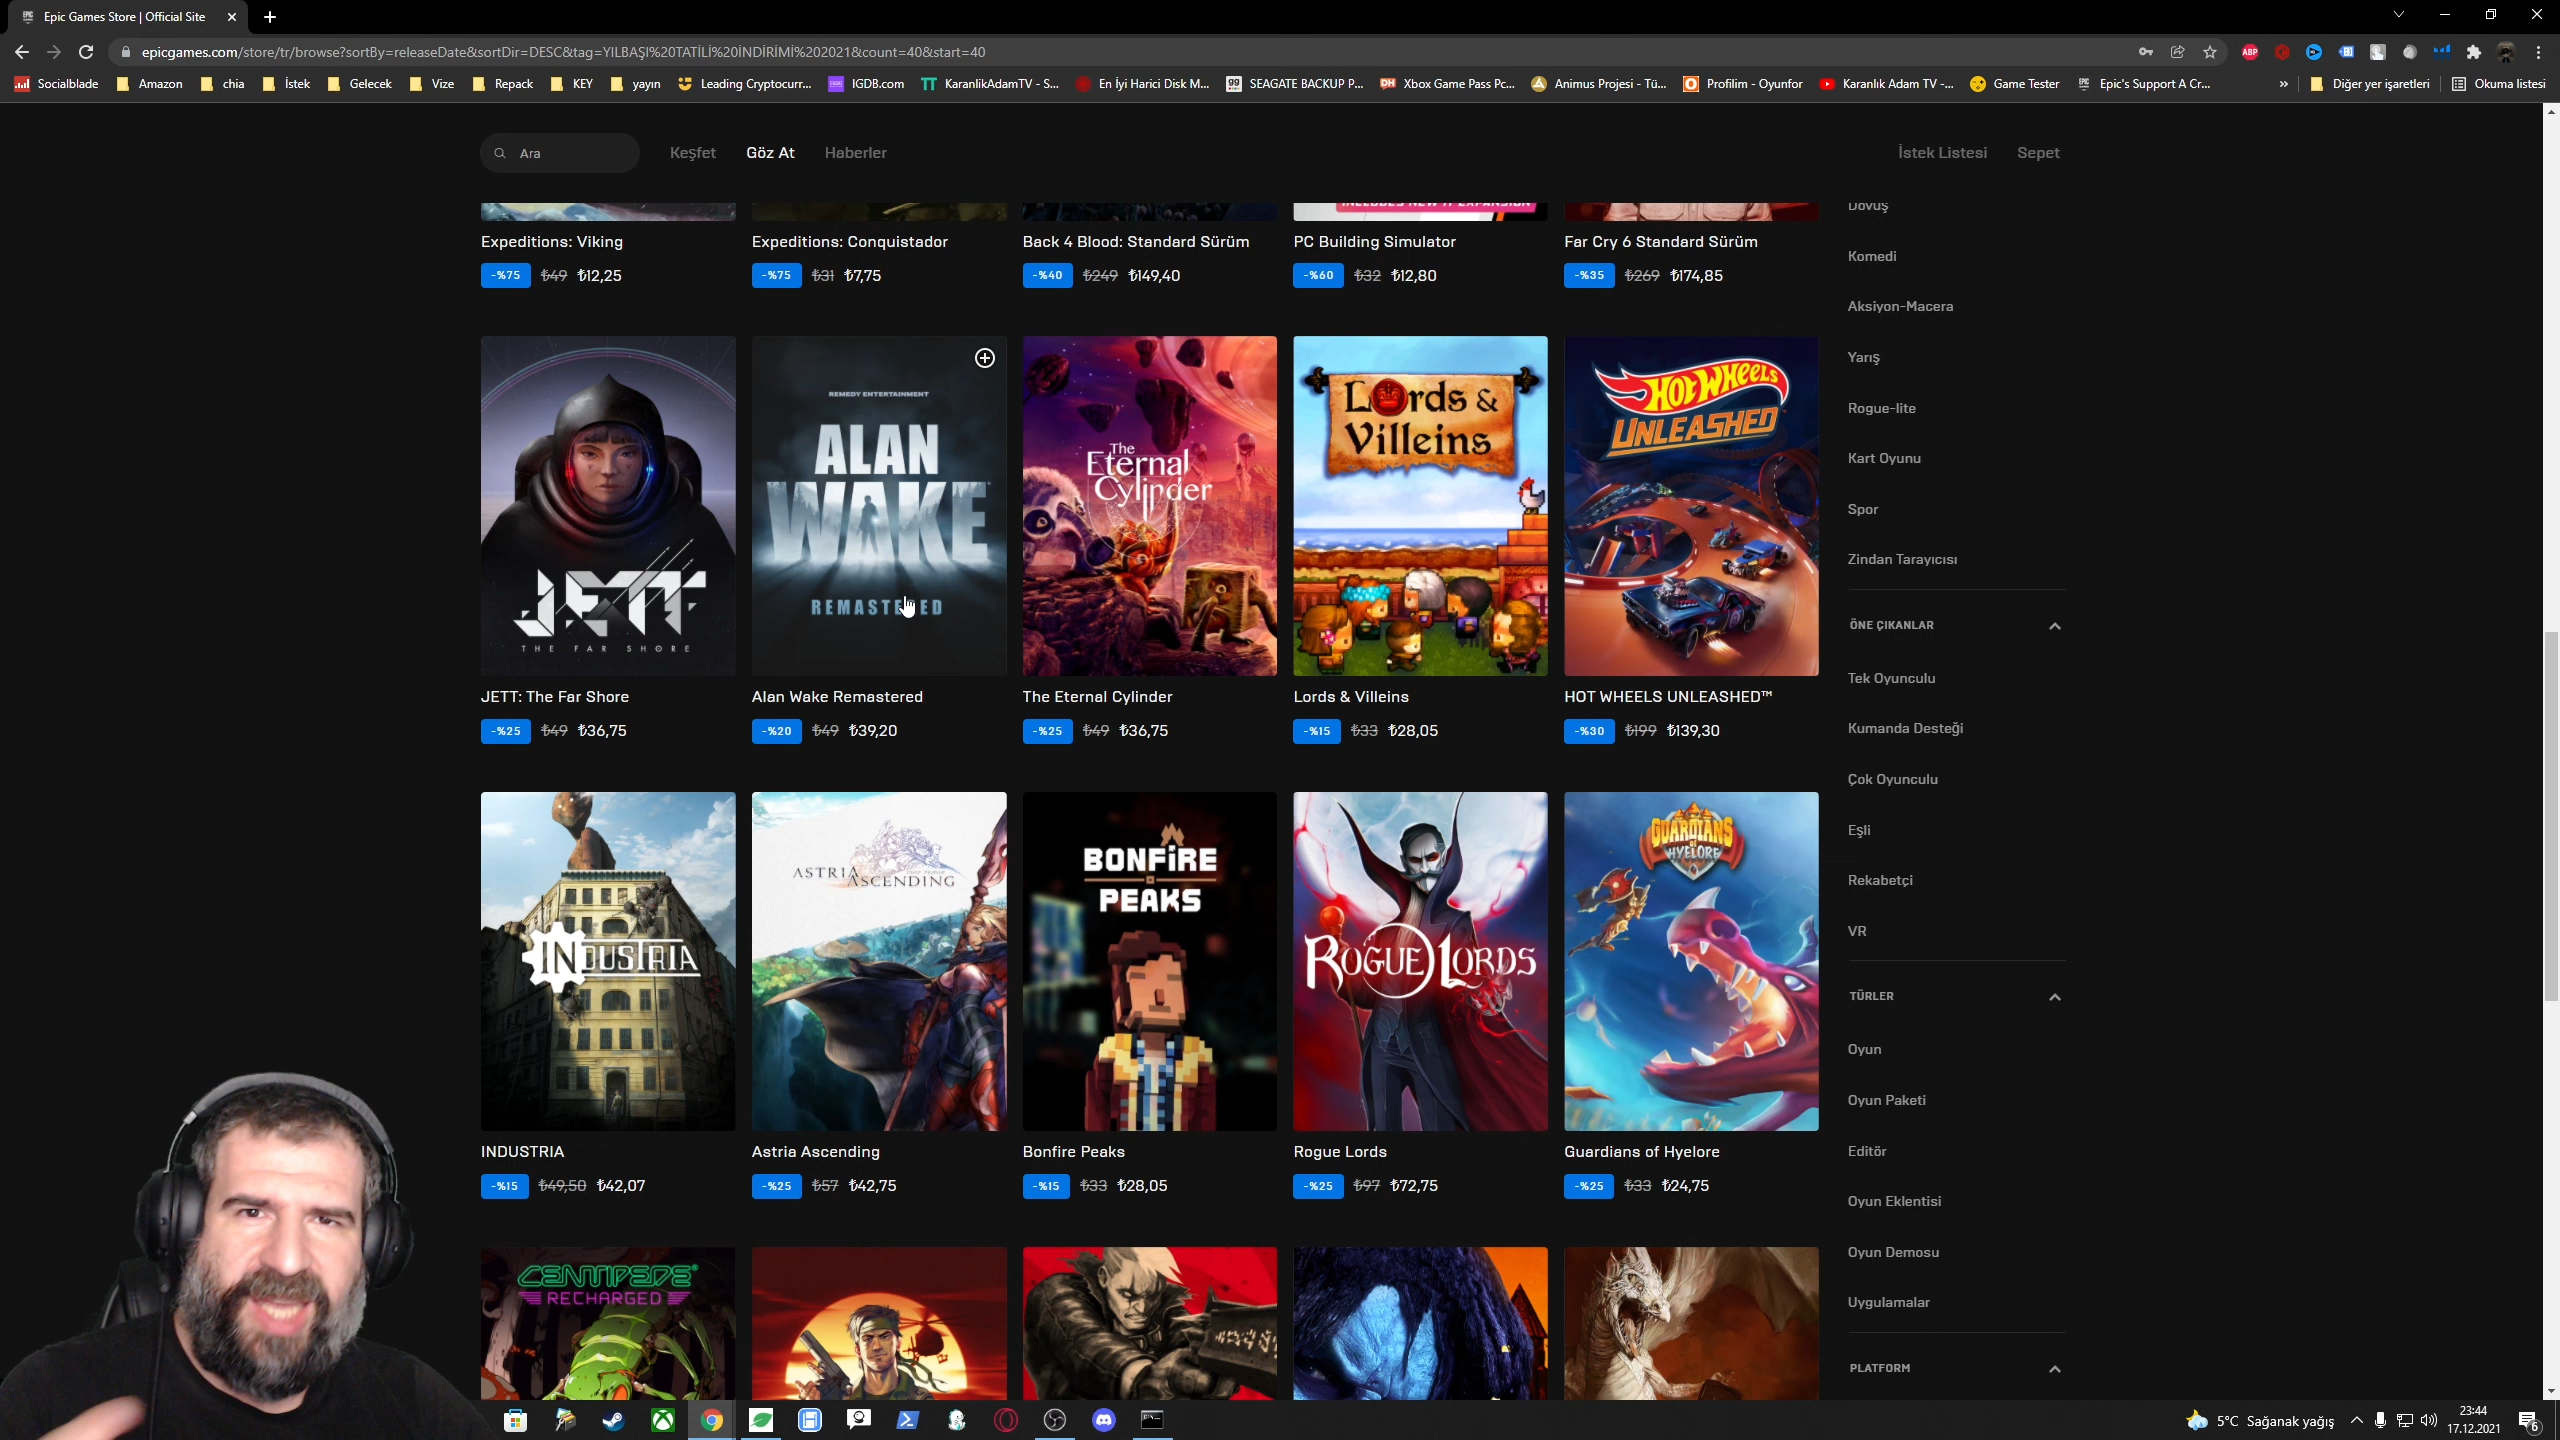 Epic Games Store | Official Site
epicgames.com/store/tr/browse?sortBy=releaseDate&sortDir=DESC&tag=YILBAŞI%20TATİLİ%20İNDİRİMİ%202021&count=40&start=40
Socialblade Amazon chia İstek Gelecek Vize Repack KEY yayın Leading Cryptocurr... IGDB.com KaranlikAdamTV - S... En İyi Harici Disk M... SEAGATE BACKUP P... Xbox Game Pass Pc... Animus Projesi - Tü... Profilim - Oyunfor Karanlık Adam TV -... Game Tester Epic's Support A Cr... » Diğer yer işaretleri Okuma listesi
Ara Keşfet Göz At Haberler İstek Listesi Sepet
INCLUDES NEW IT EXPANSION
Expeditions: Viking
-%75 ₺49 ₺12,25
Expeditions: Conquistador
-%75 ₺31 ₺7,75
Back 4 Blood: Standard Sürüm
-%40 ₺249 ₺149,40
PC Building Simulator
-%60 ₺32 ₺12,80
Far Cry 6 Standard Sürüm
-%35 ₺269 ₺174,85
JETT
THE FAR SHORE
JETT: The Far Shore
-%25 ₺49 ₺36,75
REMEDY ENTERTAINMENT
ALAN
WAKE
REMASTERED
Alan Wake Remastered
-%20 ₺49 ₺39,20
The
Eternal
Cylinder
The Eternal Cylinder
-%25 ₺49 ₺36,75
Lords &
Villeins
Lords & Villeins
-%15 ₺33 ₺28,05
HOT WHEELS
UNLEASHED
HOT WHEELS UNLEASHED™
-%30 ₺199 ₺139,30
INDUSTRIA
INDUSTRIA
-%15 ₺49,50 ₺42,07
ASTRIA
ASCENDING
Astria Ascending
-%25 ₺57 ₺42,75
BONFIRE
PEAKS
Bonfire Peaks
-%15 ₺33 ₺28,05
ROGUE LORDS
Rogue Lords
-%25 ₺97 ₺72,75
GUARDIANS
OF
HYELORE
Guardians of Hyelore
-%25 ₺33 ₺24,75
CENTIPEDE
RECHARGED
Dövüş
Komedi
Aksiyon-Macera
Yarış
Rogue-lite
Kart Oyunu
Spor
Zindan Tarayıcısı
ÖNE ÇIKANLAR
Tek Oyunculu
Kumanda Desteği
Çok Oyunculu
Eşli
Rekabetçi
VR
TÜRLER
Oyun
Oyun Paketi
Editör
Oyun Eklentisi
Oyun Demosu
Uygulamalar
PLATFORM
5°C Sağanak yağış
23:44
17.12.2021
6